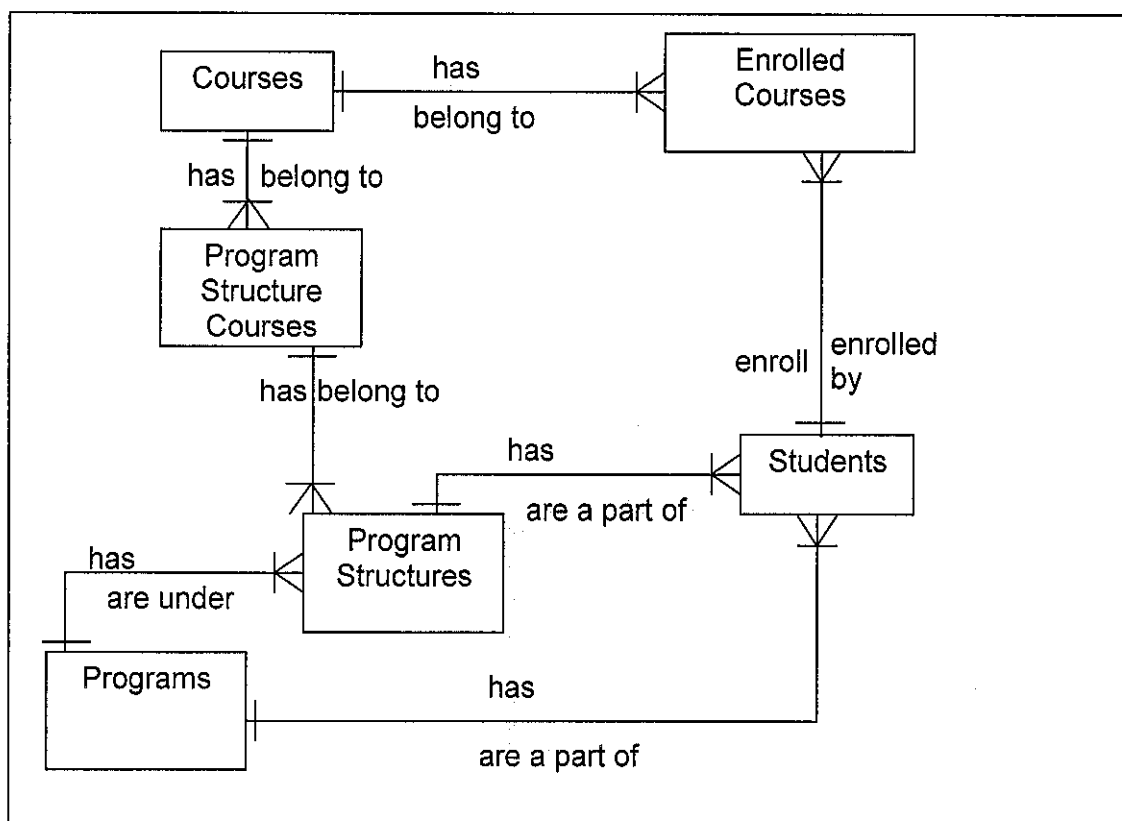 Courses
has
belong to
Enrolled
Courses
has belong to
Program
Structure
Courses
has belong to
enroll
enrolled
by
has
are a part of
Students
has
are under
Program
Structures
Programs
has
are a part of